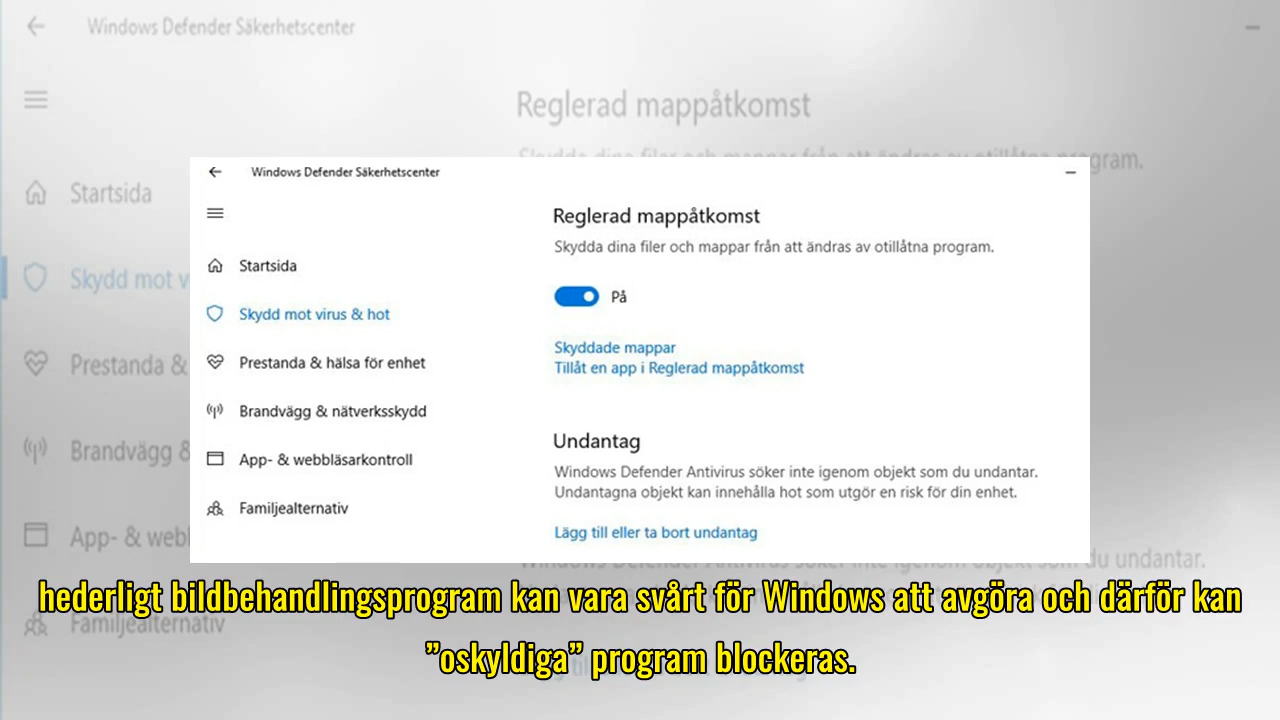 Windows Defender Säkerhetscenter
Reglerad mappåtkomst
Startsida
Skydd mot v
Prestanda &
Brandvägg &
App- & webl
Familjealternativ
program.
du undantar.
Windows Defender Säkerhetscenter
Startsida
Skydd mot virus & hot
Prestanda & hälsa för enhet
Brandvägg & nätverksskydd
App- & webbläsarkontroll
Familjealternativ
Reglerad mappåtkomst
Skydda dina filer och mappar från att ändras av otillåtna program.
På
Skyddade mappar
Tillåt en app i Reglerad mappåtkomst
Undantag
Windows Defender Antivirus söker inte igenom objekt som du undantar.
Undantagna objekt kan innehålla hot som utgör en risk för din enhet.
Lägg till eller ta bort undantag
hederligt bildbehandlingsprogram kan vara svårt för Windows att avgöra och därför kan
”oskyldiga” program blockeras.